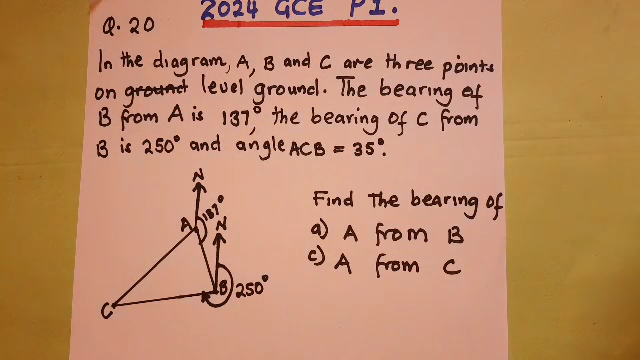 2024 GCE P1.
Q. 20
In the diagram, A, B and C are three points
on ground level ground. The bearing of
B from A is 137°, the bearing of C from
B is 250° and angle ACB = 35°.
N
A 137°
N
B 250°
C
Find the bearing of
a) A from B
c) A from C